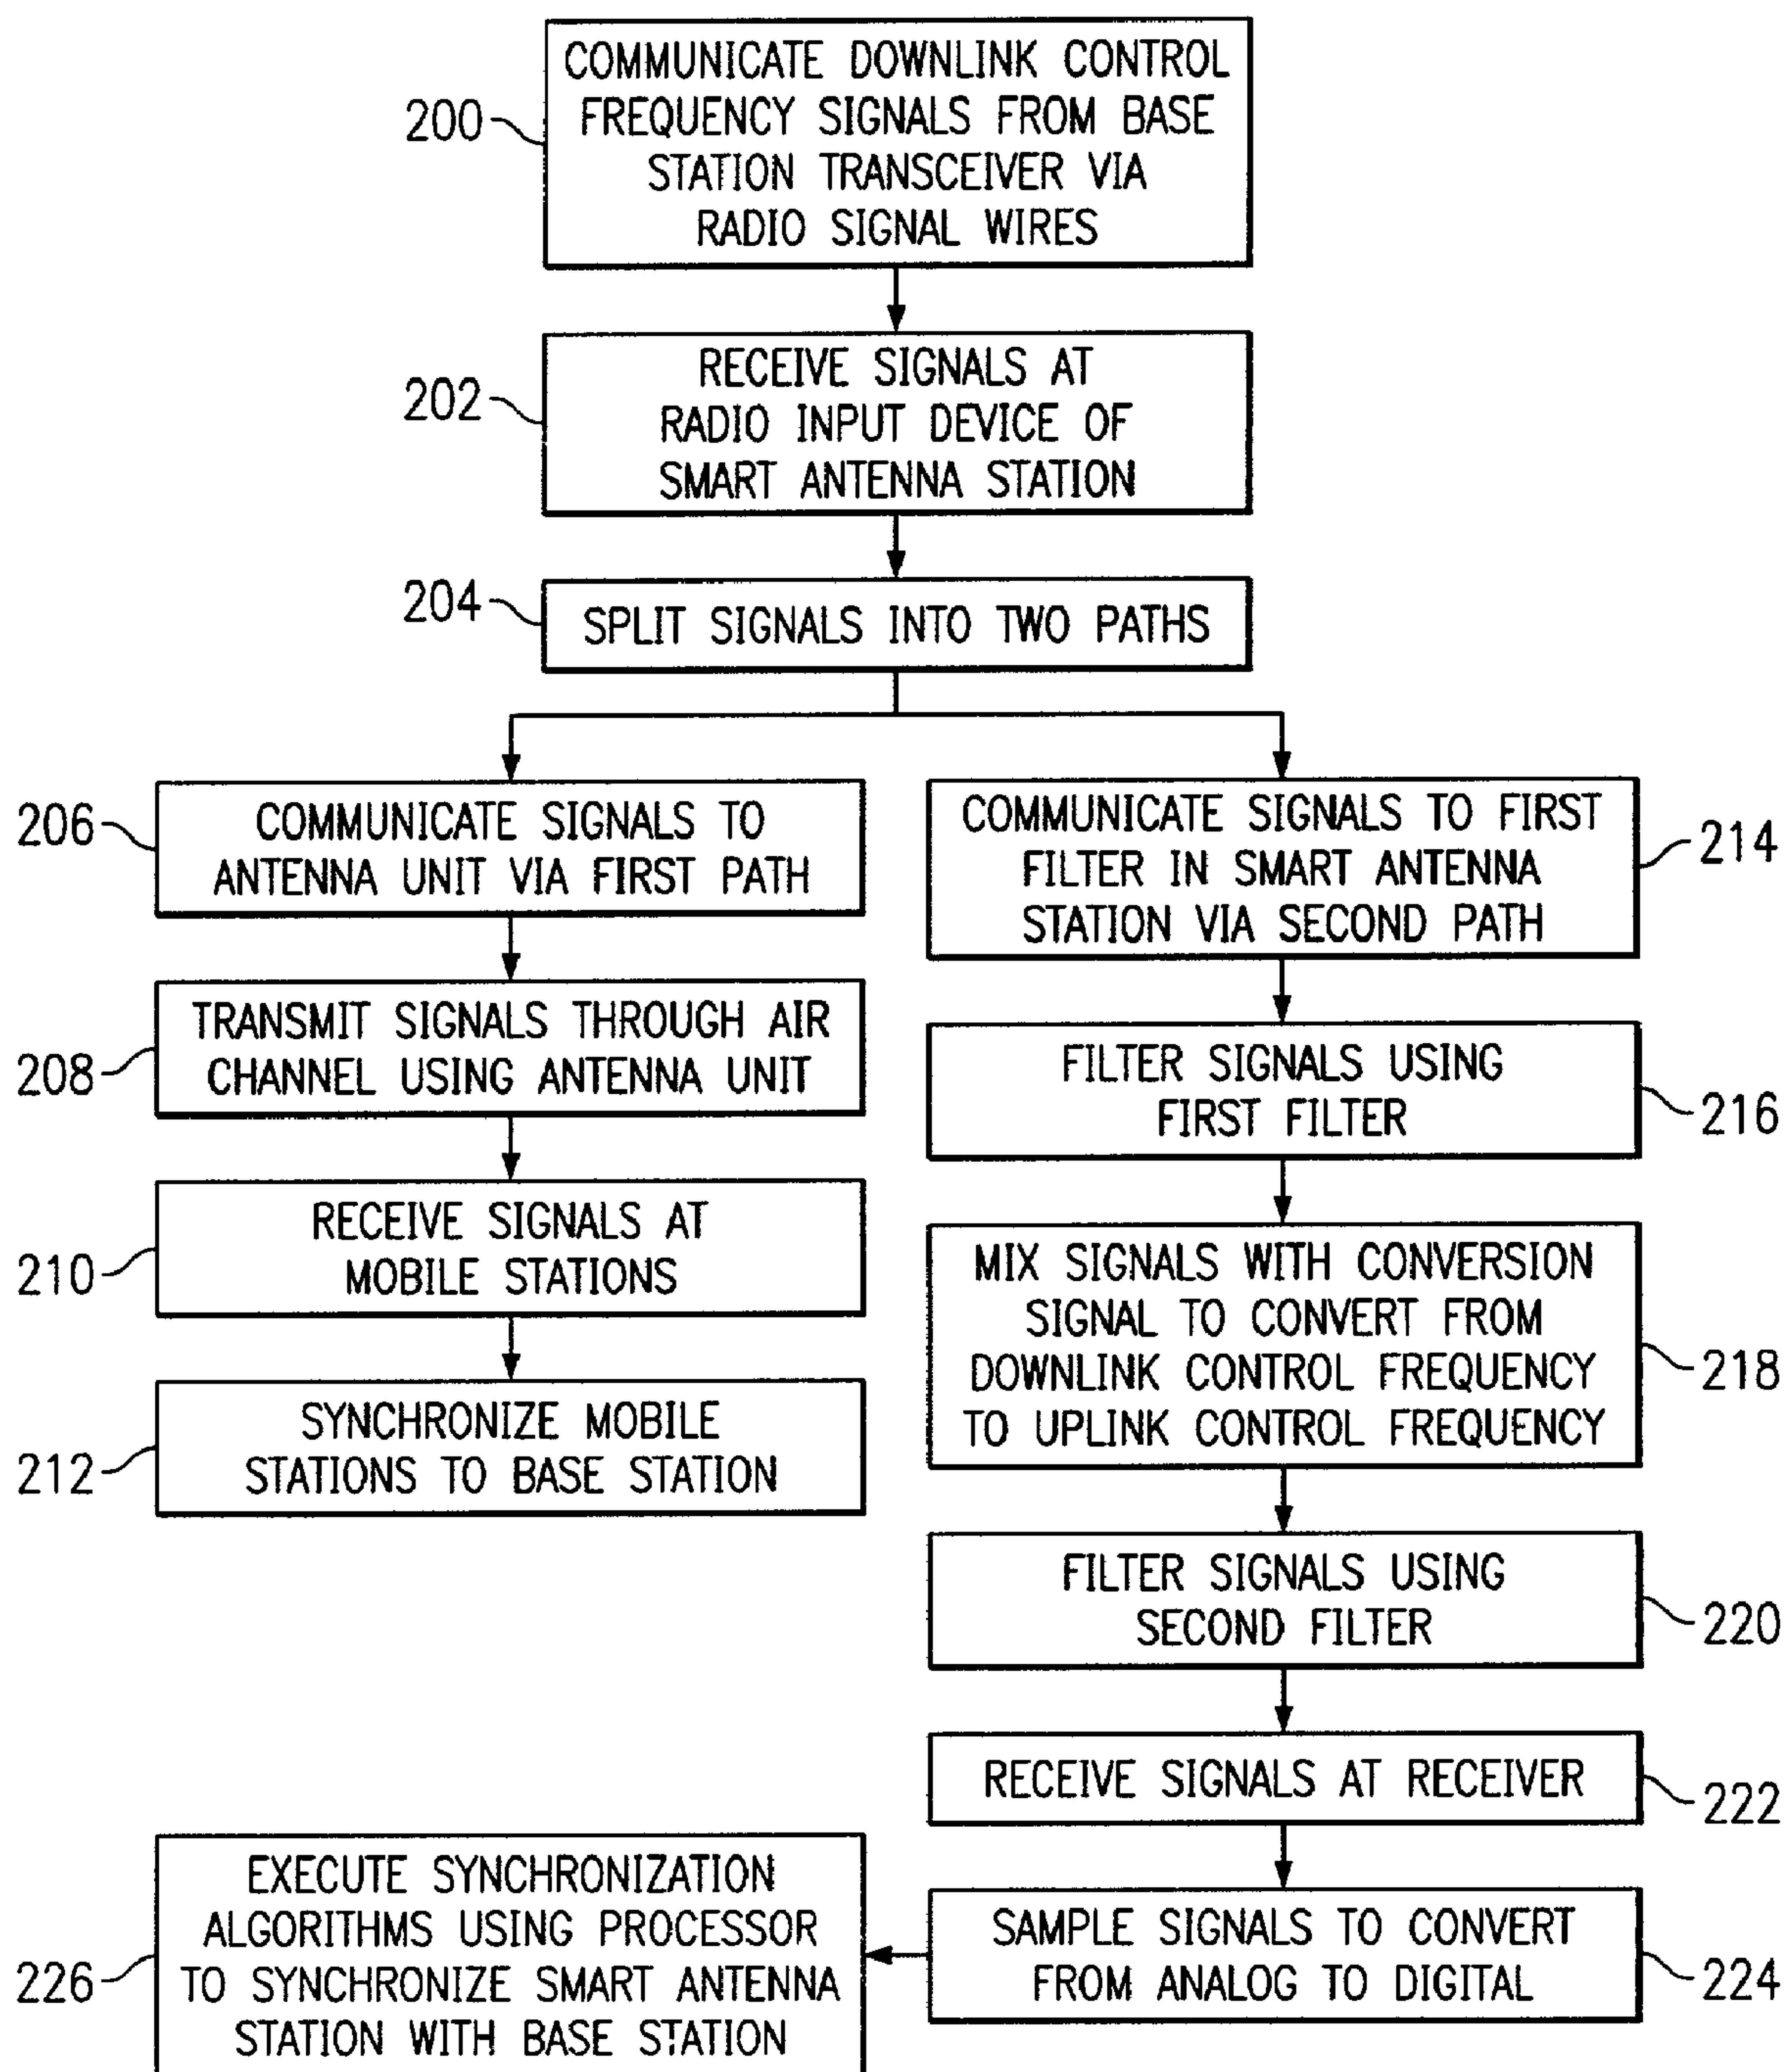 200
COMMUNICATE DOWNLINK CONTROL
FREQUENCY SIGNALS FROM BASE
STATION TRANSCEIVER VIA
RADIO SIGNAL WIRES
202
RECEIVE SIGNALS AT
RADIO INPUT DEVICE OF
SMART ANTENNA STATION
204
SPLIT SIGNALS INTO TWO PATHS
206
COMMUNICATE SIGNALS TO
ANTENNA UNIT VIA FIRST PATH
208
TRANSMIT SIGNALS THROUGH AIR
CHANNEL USING ANTENNA UNIT
210
RECEIVE SIGNALS AT
MOBILE STATIONS
212
SYNCHRONIZE MOBILE
STATIONS TO BASE STATION
COMMUNICATE SIGNALS TO FIRST
FILTER IN SMART ANTENNA
STATION VIA SECOND PATH
214
FILTER SIGNALS USING
FIRST FILTER
216
MIX SIGNALS WITH CONVERSION
SIGNAL TO CONVERT FROM
DOWNLINK CONTROL FREQUENCY
TO UPLINK CONTROL FREQUENCY
218
FILTER SIGNALS USING
SECOND FILTER
220
RECEIVE SIGNALS AT RECEIVER
222
SAMPLE SIGNALS TO CONVERT
FROM ANALOG TO DIGITAL
224
226
EXECUTE SYNCHRONIZATION
ALGORITHMS USING PROCESSOR
TO SYNCHRONIZE SMART ANTENNA
STATION WITH BASE STATION